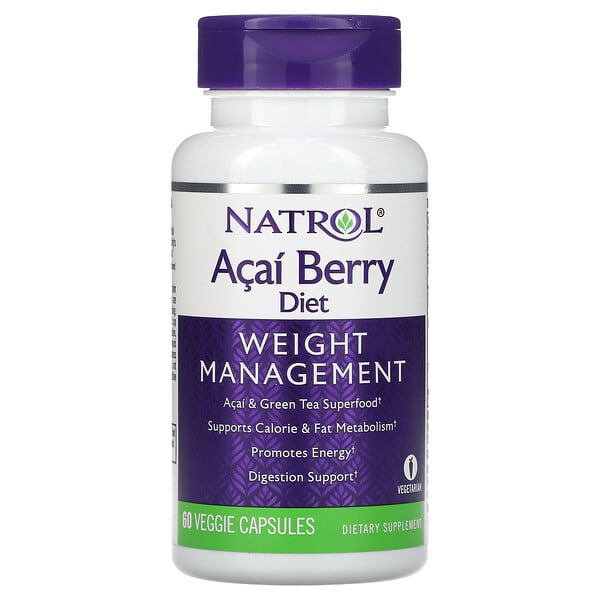 NATROL®
Açaí Berry
Diet
WEIGHT
MANAGEMENT
Açaí & Green Tea Superfood†
Supports Calorie & Fat Metabolism†
Promotes Energy†
Digestion Support†
VEGETARIAN
60 VEGGIE CAPSULES
DIETARY SUPPLEMENT